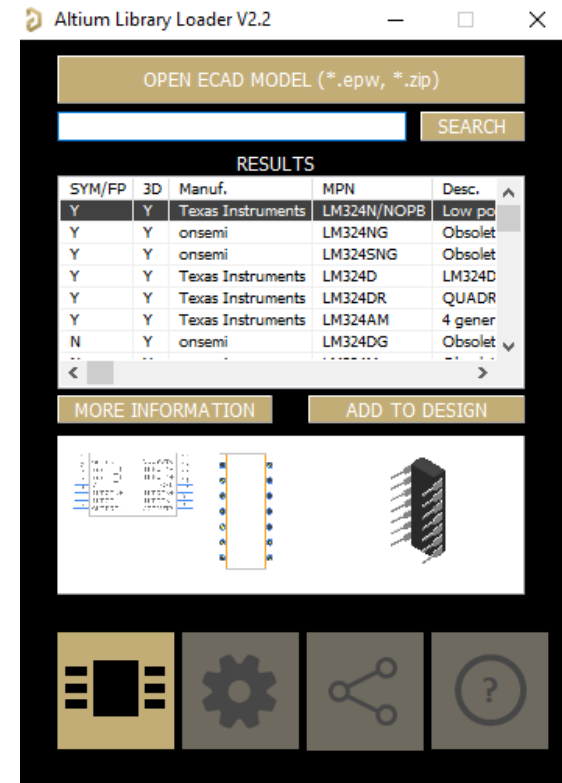 Altium Library Loader V2.2
OPEN ECAD MODEL (*.epw, *.zip)
SEARCH
RESULTS
SYM/FP 3D Manuf. MPN Desc.
Y Y Texas Instruments LM324N/NOPB Low po
Y Y onsemi LM324NG Obsolet
Y Y onsemi LM324SNG Obsolet
Y Y Texas Instruments LM324D LM324D
Y Y Texas Instruments LM324DR QUADR
Y Y Texas Instruments LM324AM 4 gener
N Y onsemi LM324DG Obsolet
MORE INFORMATION ADD TO DESIGN
?